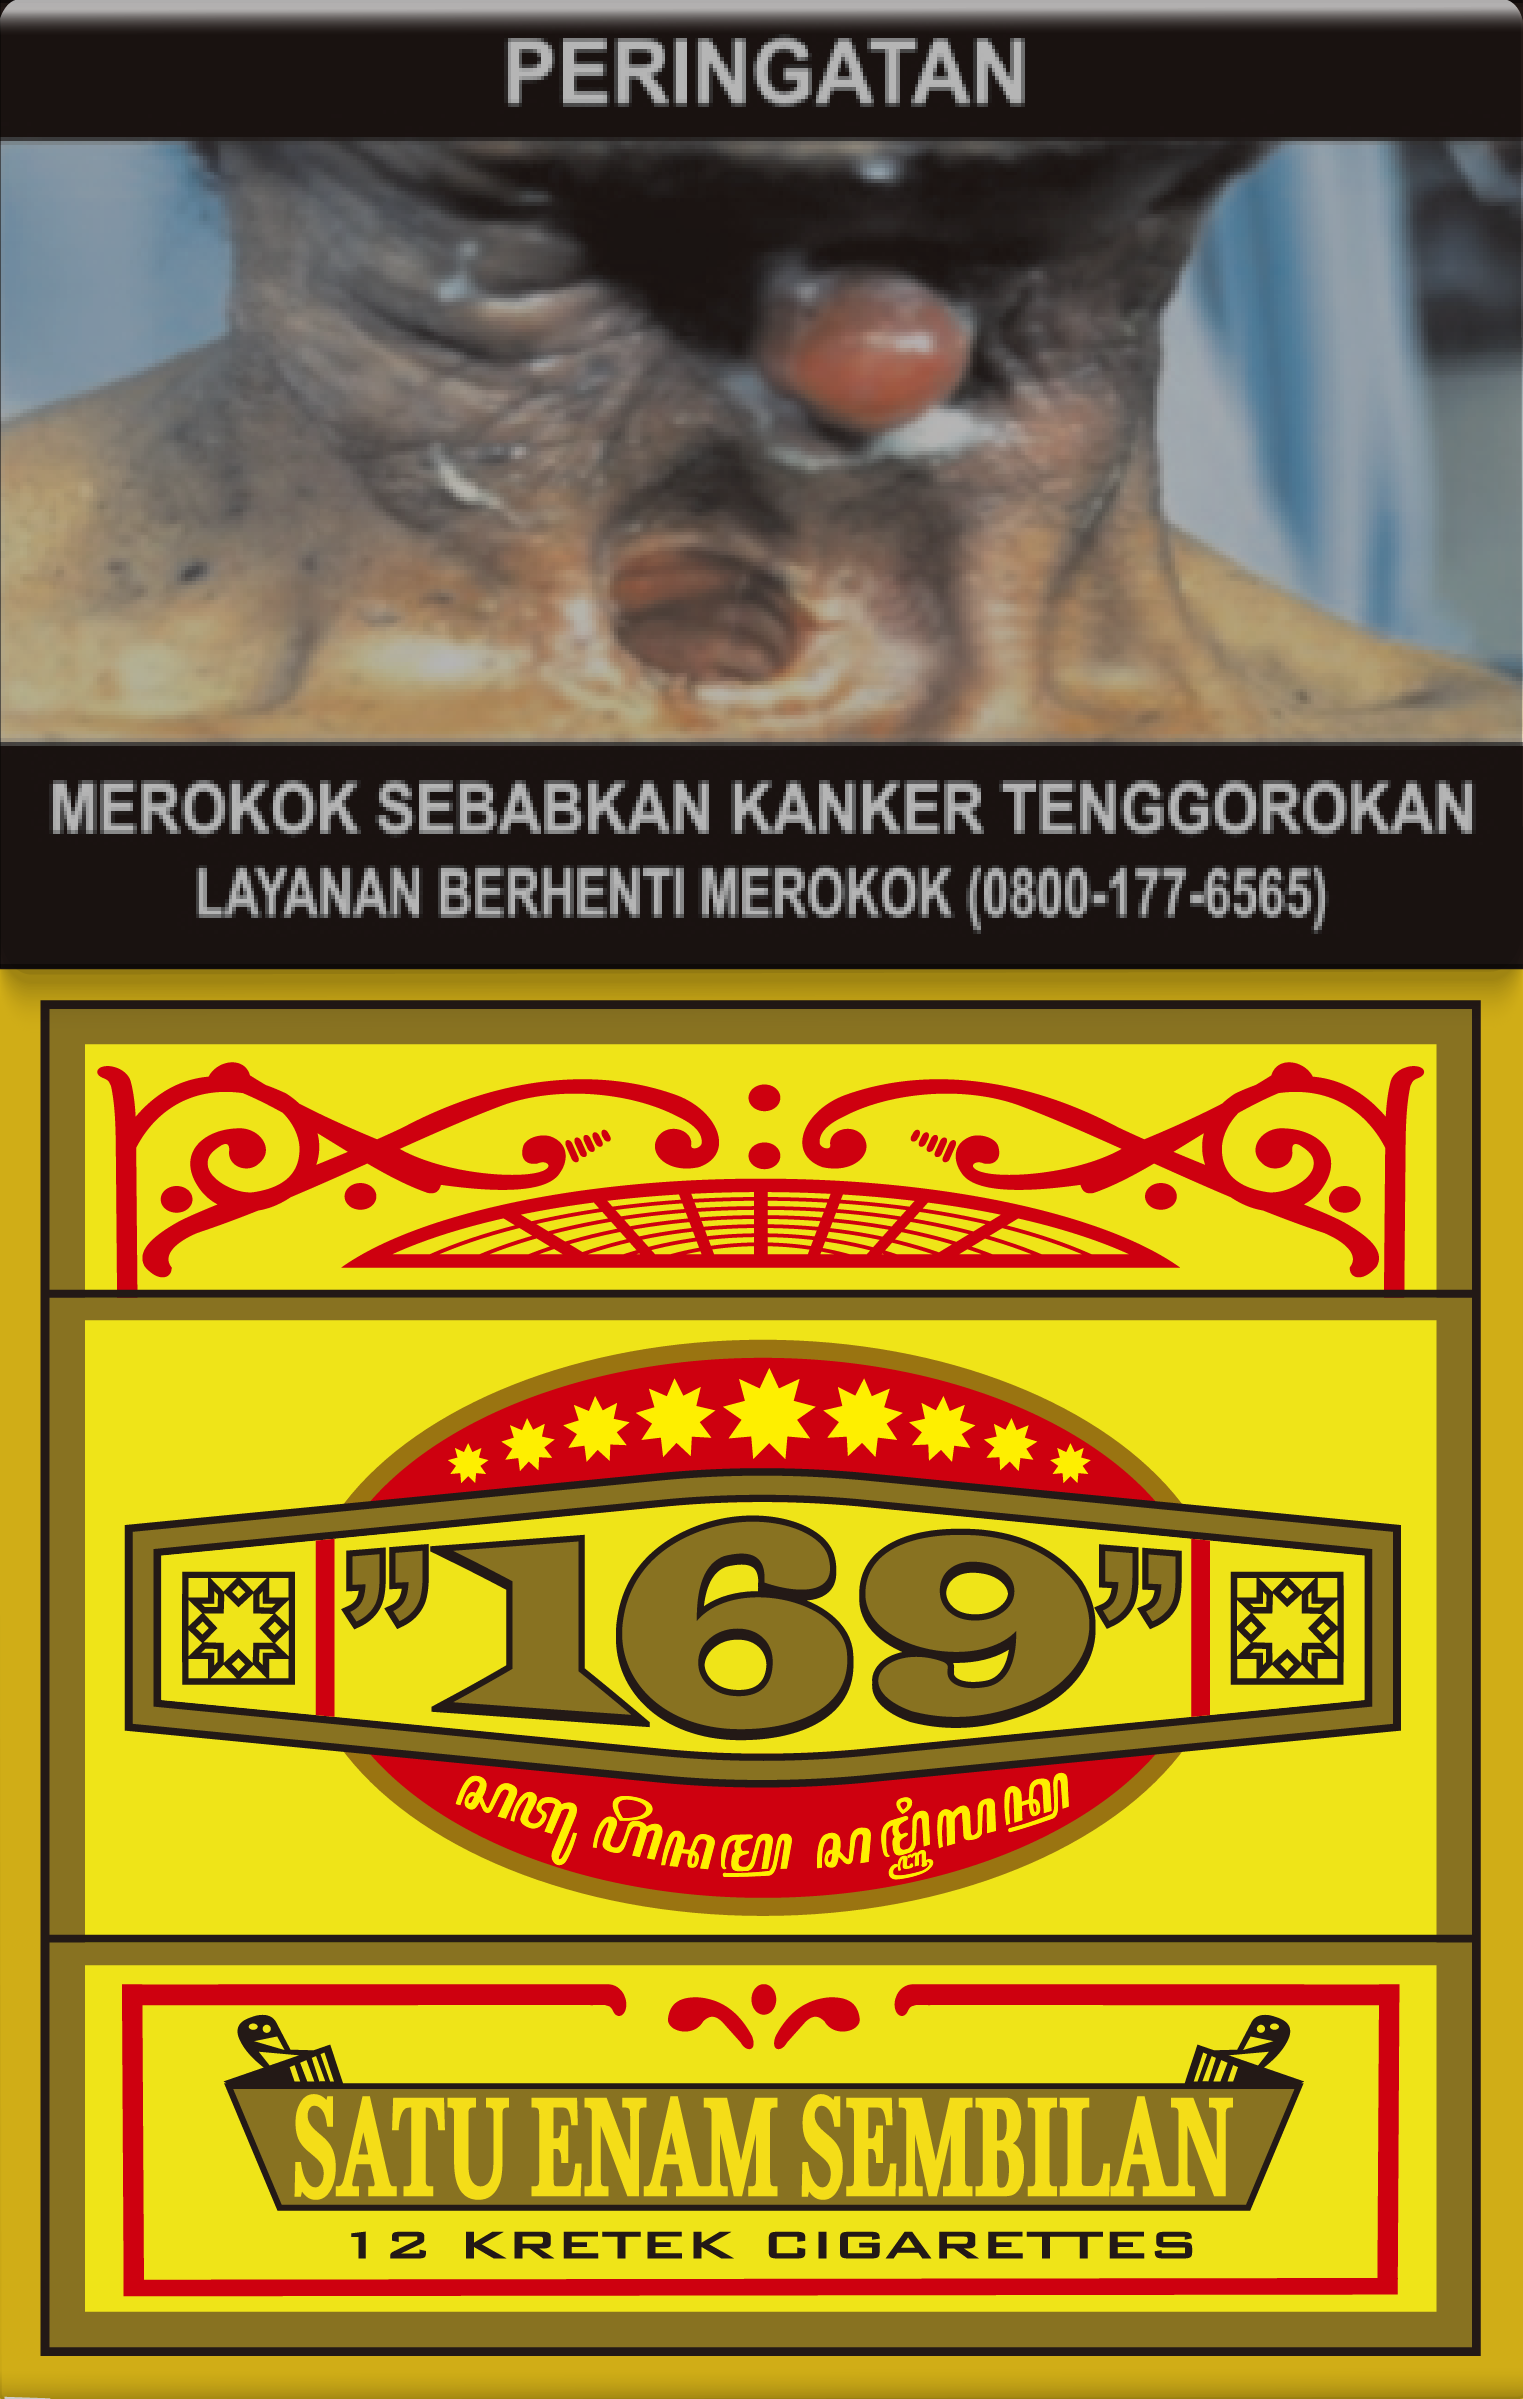 PERINGATAN
MEROKOK SEBABKAN KANKER TENGGOROKAN
LAYANAN BERHENTI MEROKOK (0800-177-6565)
”169”
SATU ENAM SEMBILAN
12 KRETEK CIGARETTES